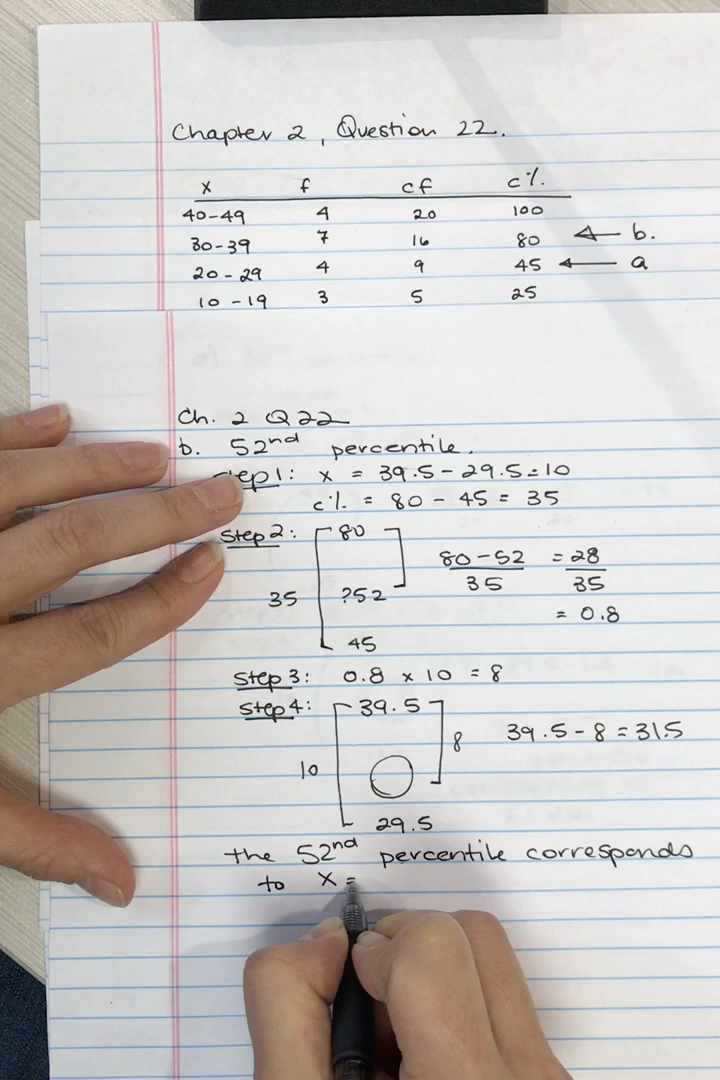 Chapter 2, Question 22.
x f cf c%.
40-49 4 20 100
30-39 7 16 80 ← b.
20-29 4 9 45 ← a
10-19 3 5 25
Ch. 2 Q22
b. 52nd percentile.
Step 1: x = 39.5 - 29.5 = 10
c% = 80 - 45 = 35
Step 2: 80
80-52 = 28
35 ?52 35 35
= 0.8
45
Step 3: 0.8 x 10 = 8
Step 4: 39.5
8 39.5 - 8 = 31.5
10
29.5
the 52nd percentile corresponds
to x =